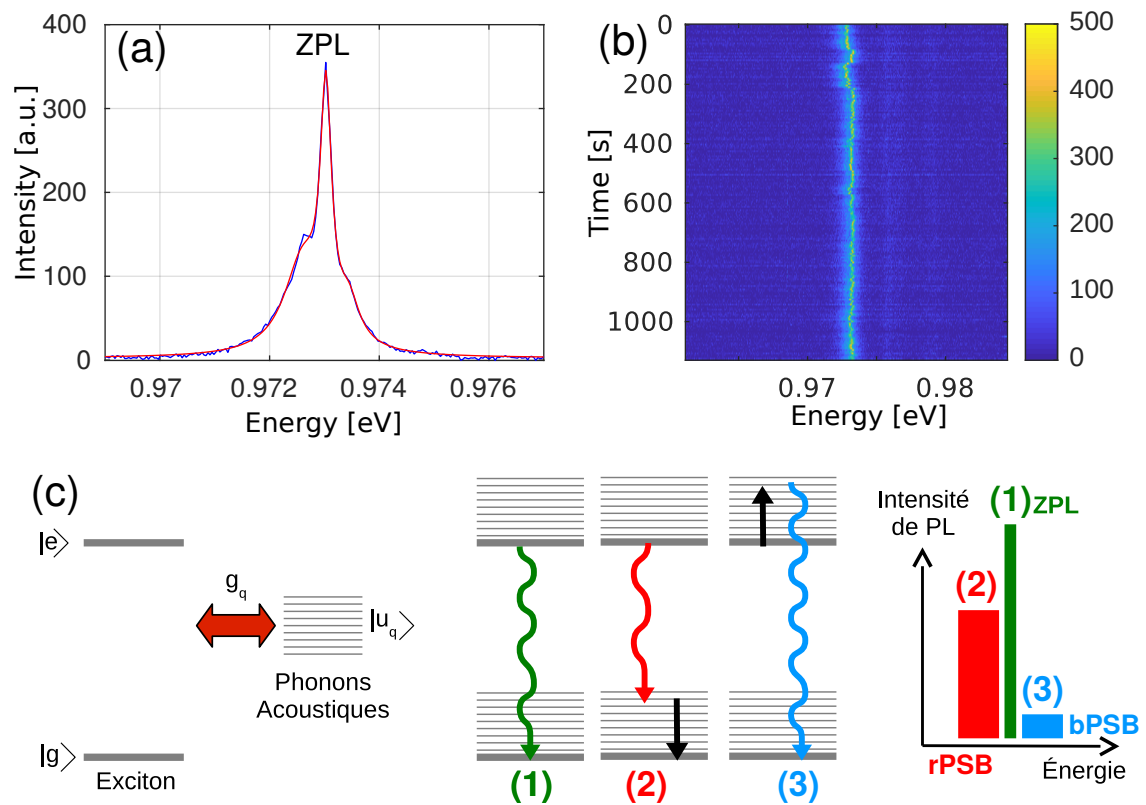 (a)
ZPL
400
300
200
100
0
Intensity [a.u.]
0.97
0.972
0.974
0.976
Energy [eV]
(b)
0
200
400
600
800
1000
Time [s]
0.97
0.98
Energy [eV]
500
400
300
200
100
0
(c)
|e>
g_q
|u_q>
Phonons
Acoustiques
|g>
Exciton
(1)
(2)
(3)
Intensité
de PL
(1)ZPL
(2)
(3)
bPSB
rPSB
Énergie